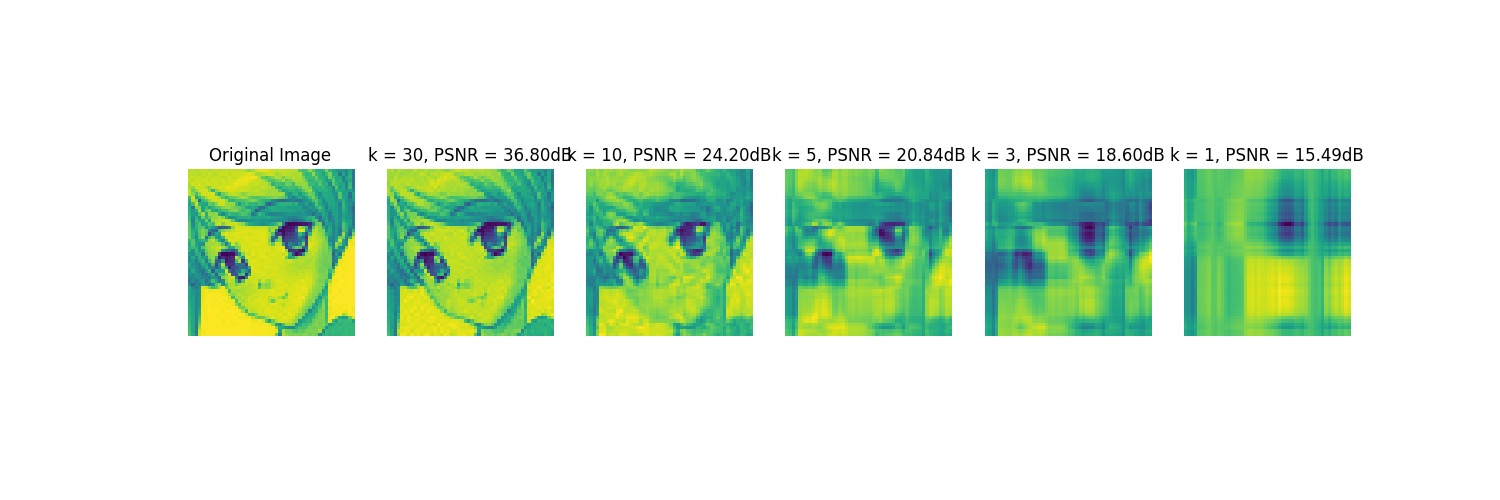 Original Image
k = 30, PSNR = 36.80dB
k = 10, PSNR = 24.20dB
k = 5, PSNR = 20.84dB
k = 3, PSNR = 18.60dB
k = 1, PSNR = 15.49dB